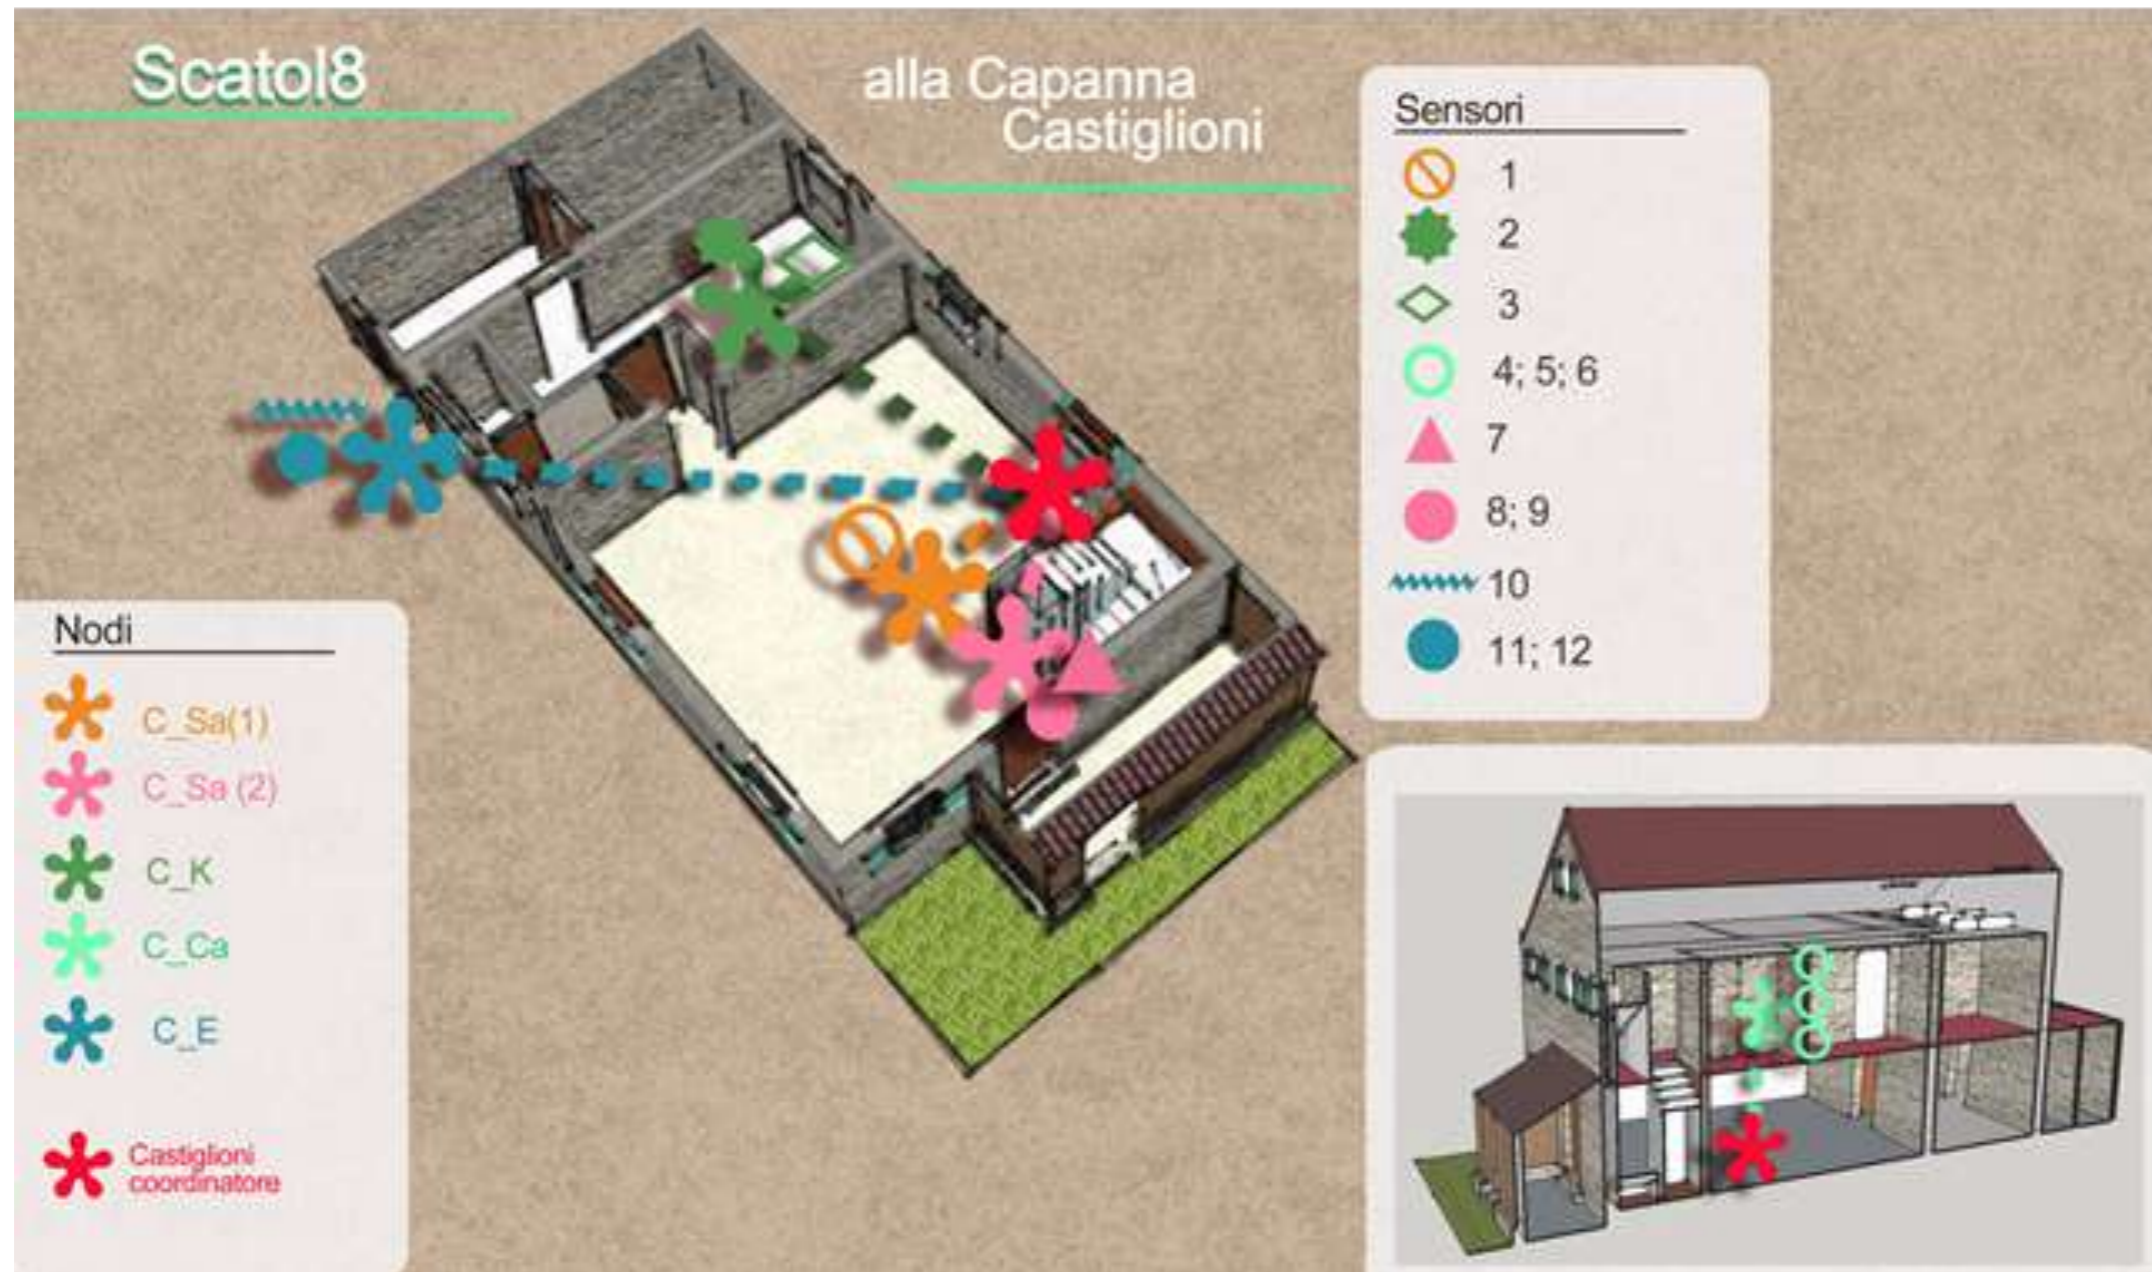 Scatol8
alla Capanna
Castiglioni
Sensori
1
2
3
4; 5; 6
7
8; 9
10
11; 12
Nodi
C_Sa(1)
C_Sa (2)
C_K
C_Ca
C_E
Castiglioni
coordinatore